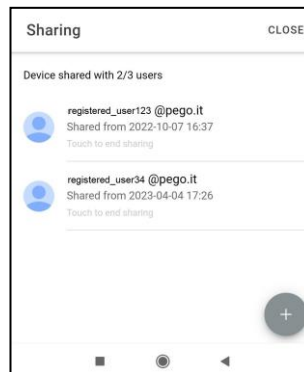 Sharing CLOSE
Device shared with 2/3 users
registered_user123 @pego.it
Shared from 2022-10-07 16:37
Touch to end sharing
registered_user34 @pego.it
Shared from 2023-04-04 17:26
Touch to end sharing
+